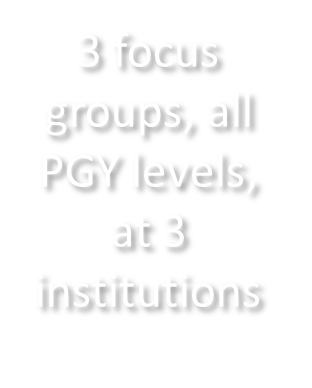 3 focus
groups, all
PGY levels,
at 3
institutions